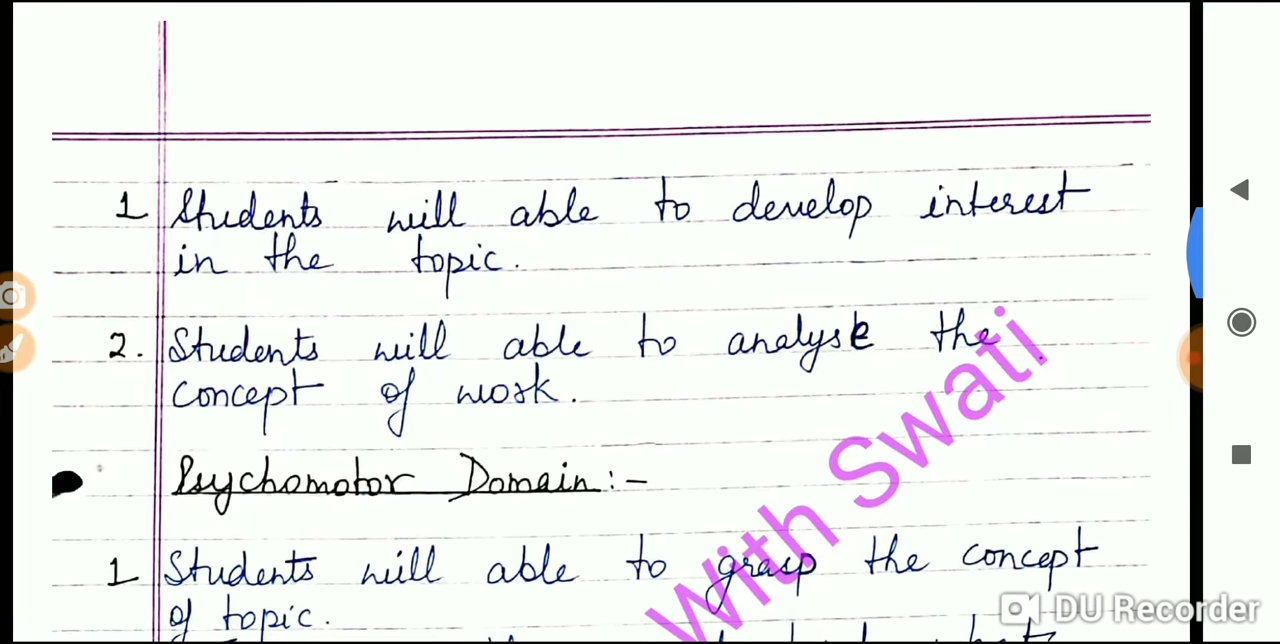 1 Students will able to develop interest
in the topic.
2. Students will able to analyse the
concept of work.
Psychomotor Domain:-
1 Students will able to grasp the concept
of topic.
With Swati
DU Recorder